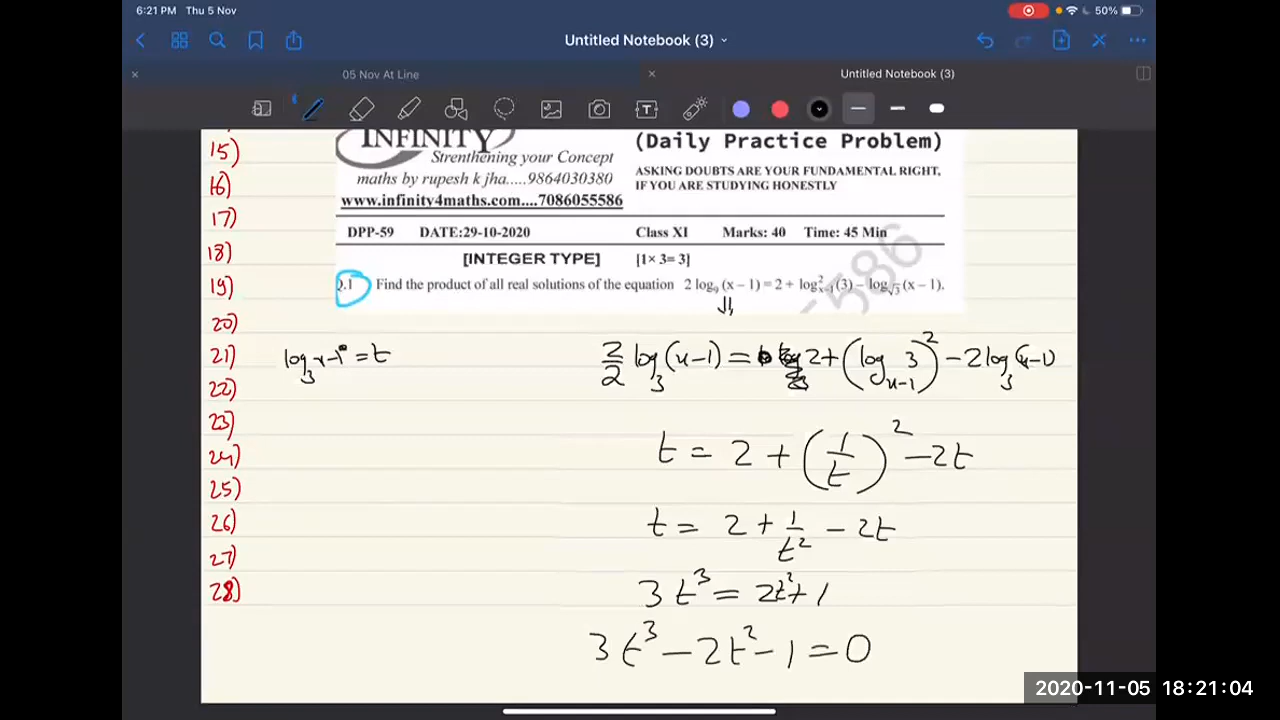 6:21 PM Thu 5 Nov
50%
Untitled Notebook (3)
05 Nov At Line
Untitled Notebook (3)
INFINITY
Strenthening your Concept
maths by rupesh k jha.....9864030380
www.infinity4maths.com....7086055586
(Daily Practice Problem)
ASKING DOUBTS ARE YOUR FUNDAMENTAL RIGHT,
IF YOU ARE STUDYING HONESTLY
DPP-59 DATE:29-10-2020 Class XI Marks: 40 Time: 45 Min
[INTEGER TYPE] [1× 3= 3]
Q.1 Find the product of all real solutions of the equation 2 log₉ (x – 1) = 2 + log²ₓ₋₁(3) – log_√3 (x – 1).
5586
15)
16)
17)
18)
19)
20)
21)
22)
23)
24)
25)
26)
27)
28)
log₃ x-1 = t
2/2 log₃ (x-1) = 2 + (log_(x-1) 3)² - 2 log₃ (x-1)
t = 2 + (1/t)² - 2t
t = 2 + 1/t² - 2t
3t³ = 2t² + 1
3t³ - 2t² - 1 = 0
2020-11-05 18:21:04